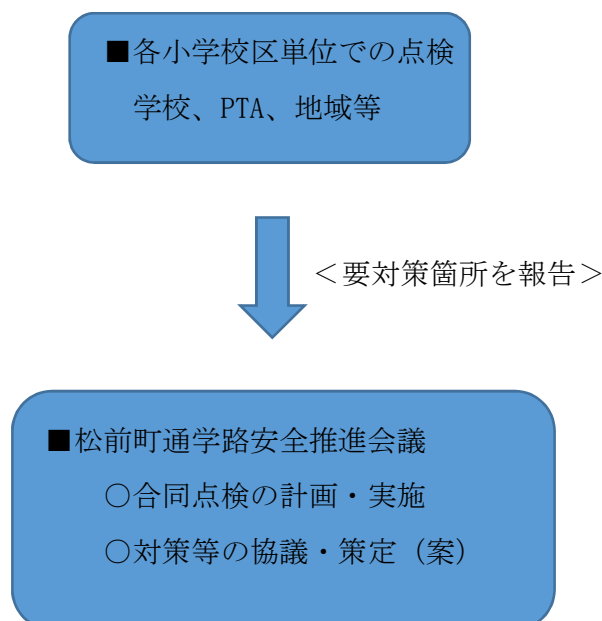 ■各小学校区単位での点検
学校、PTA、地域等
＜要対策箇所を報告＞
■松前町通学路安全推進会議
○合同点検の計画・実施
○対策等の協議・策定（案）